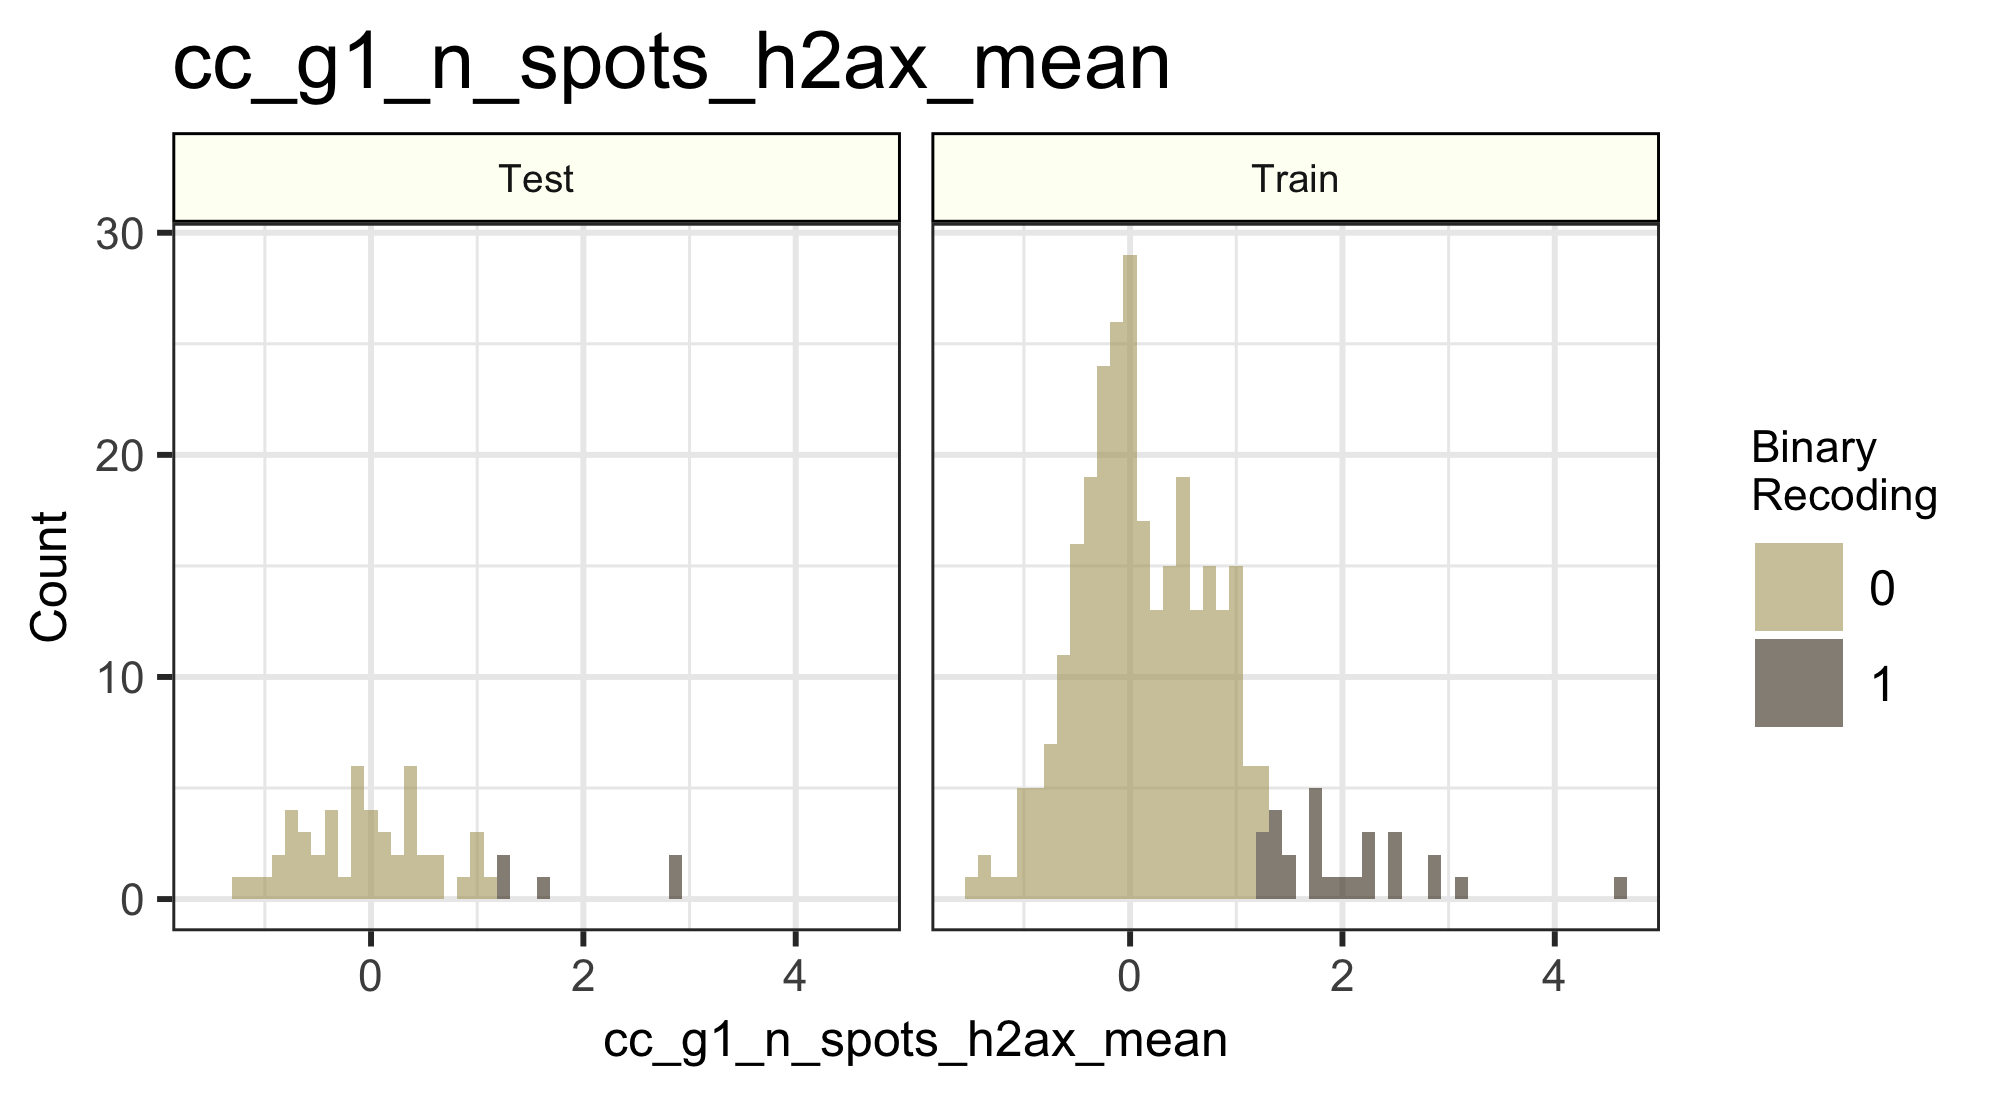 cc_g1_n_spots_h2ax_mean
Test
Train
30
20
10
0
Count
0
2
4
0
2
4
cc_g1_n_spots_h2ax_mean
Binary
Recoding
0
1